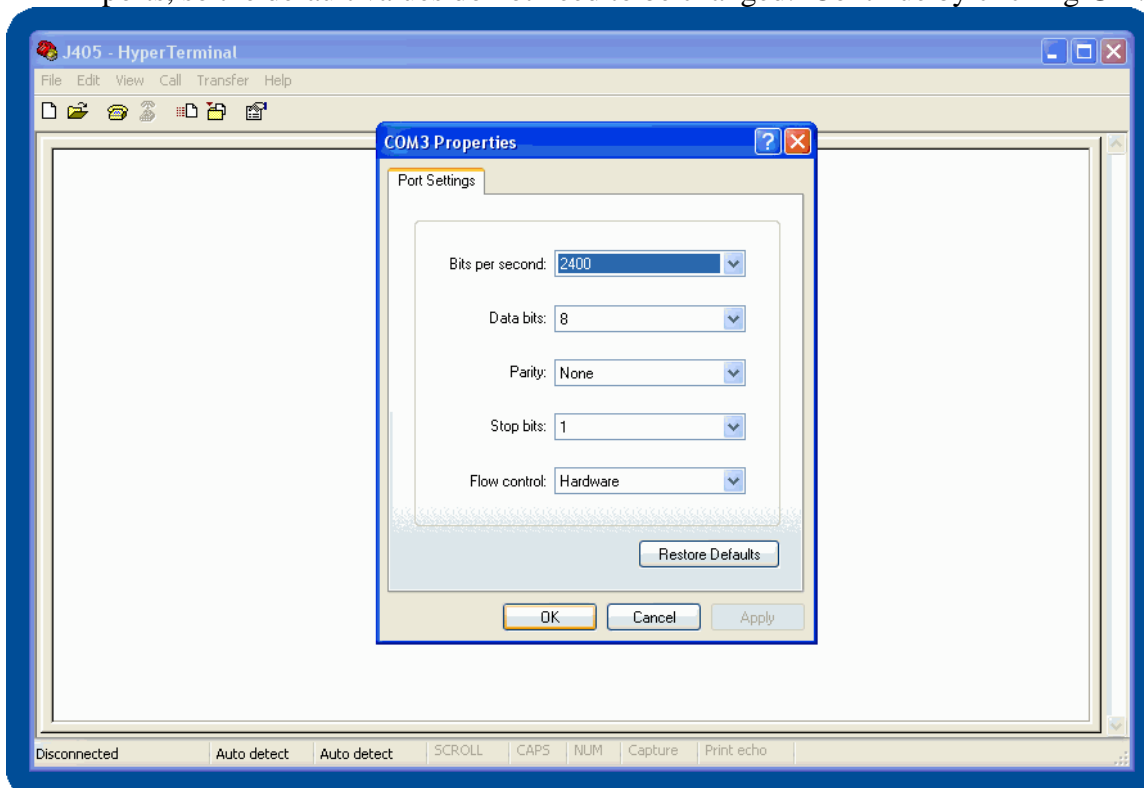 J405 - HyperTerminal
File Edit View Call Transfer Help
COM3 Properties
Port Settings
Bits per second: 2400
Data bits: 8
Parity: None
Stop bits: 1
Flow control: Hardware
Restore Defaults
OK Cancel Apply
Disconnected Auto detect Auto detect SCROLL CAPS NUM Capture Print echo